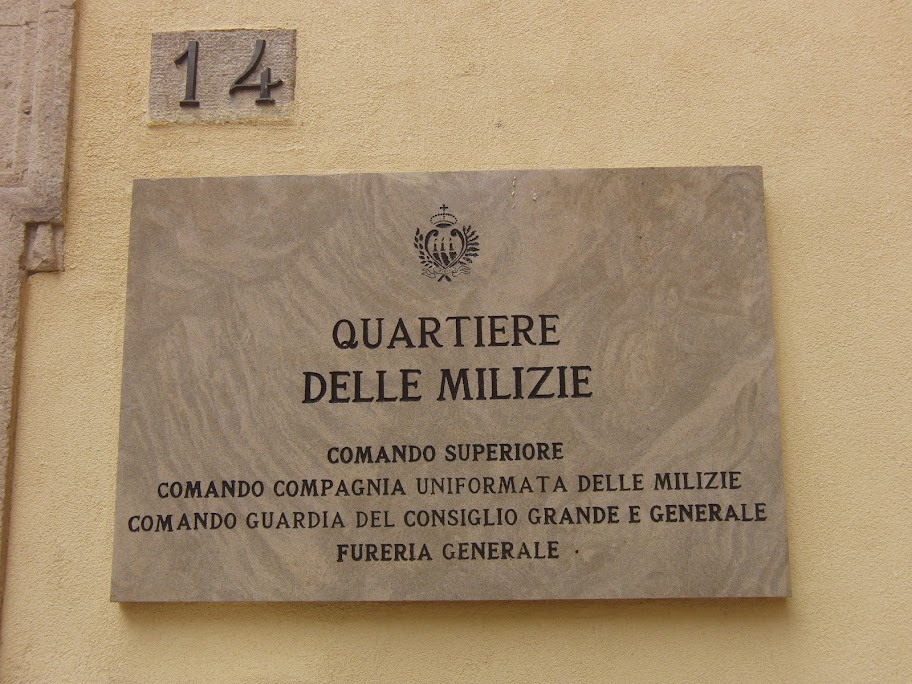 14
QUARTIERE
DELLE MILIZIE
COMANDO SUPERIORE
COMANDO COMPAGNIA UNIFORMATA DELLE MILIZIE
COMANDO GUARDIA DEL CONSIGLIO GRANDE E GENERALE
FURERIA GENERALE